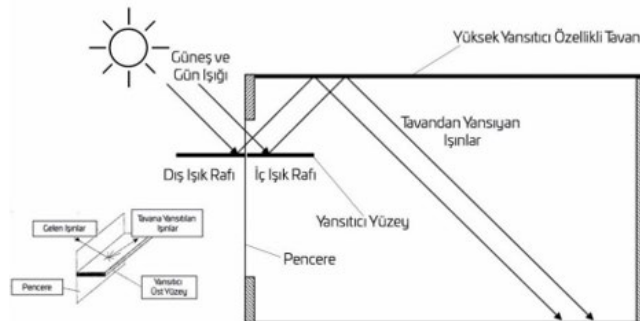 Yüksek Yansıtıcı Özellikli Tavan
Güneş ve
Gün Işığı
Tavandan Yansıyan
Işınlar
Dış Işık Rafı
İç Işık Rafı
Yansıtıcı Yüzey
Pencere
Gelen Işınlar
Tavana Yansıtılan
Işınlar
Pencere
Yansıtıcı
Üst Yüzey